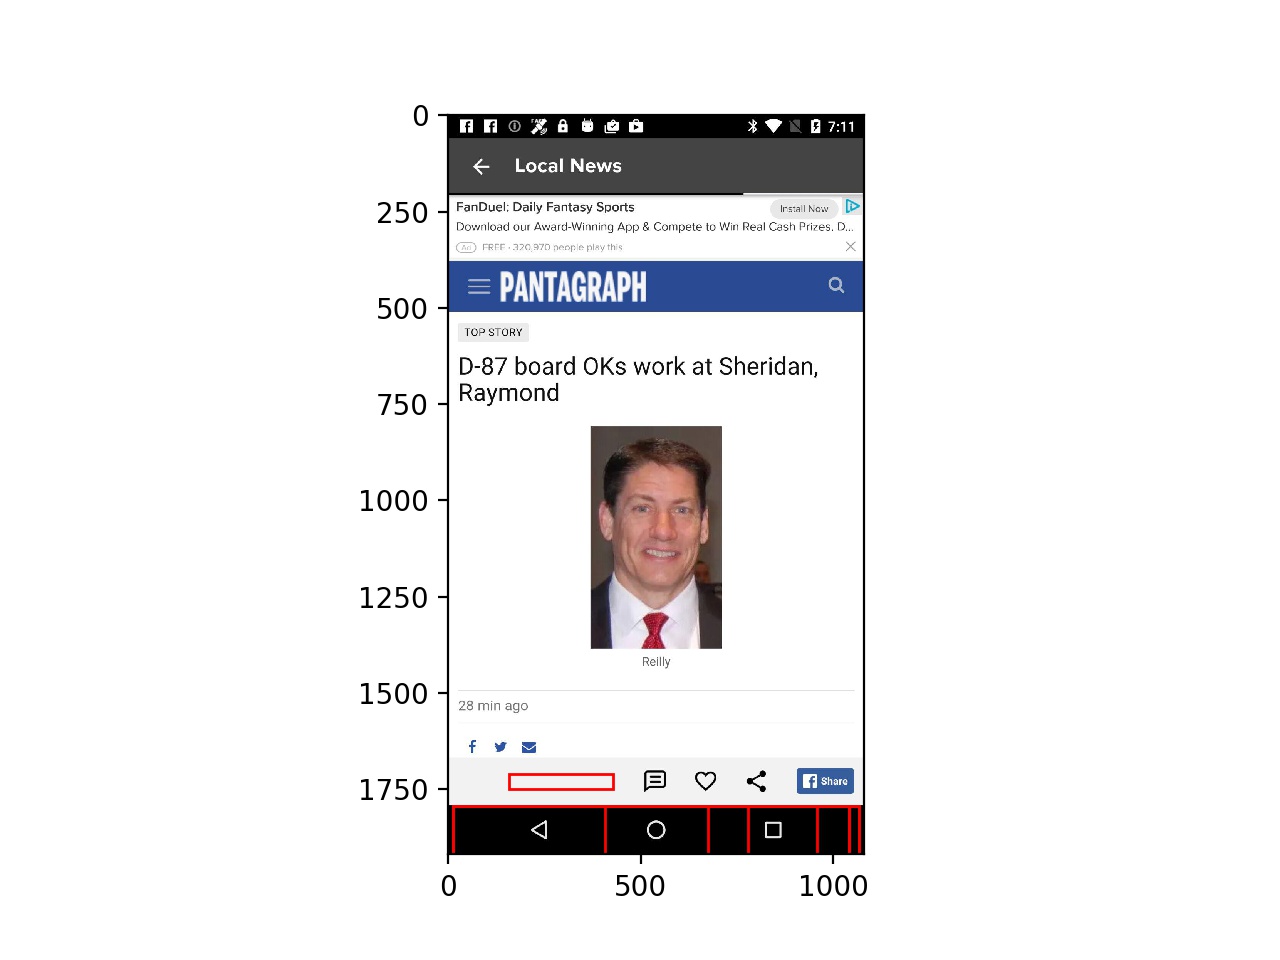 7:11
Local News
FanDuel: Daily Fantasy Sports
Install Now
Download our Award-Winning App & Compete to Win Real Cash Prizes. D...
Ad FREE - 320,970 people play this
PANTAGRAPH
TOP STORY
D-87 board OKs work at Sheridan,
Raymond
Reilly
28 min ago
Share
0
250
500
750
1000
1250
1500
1750
0 500 1000